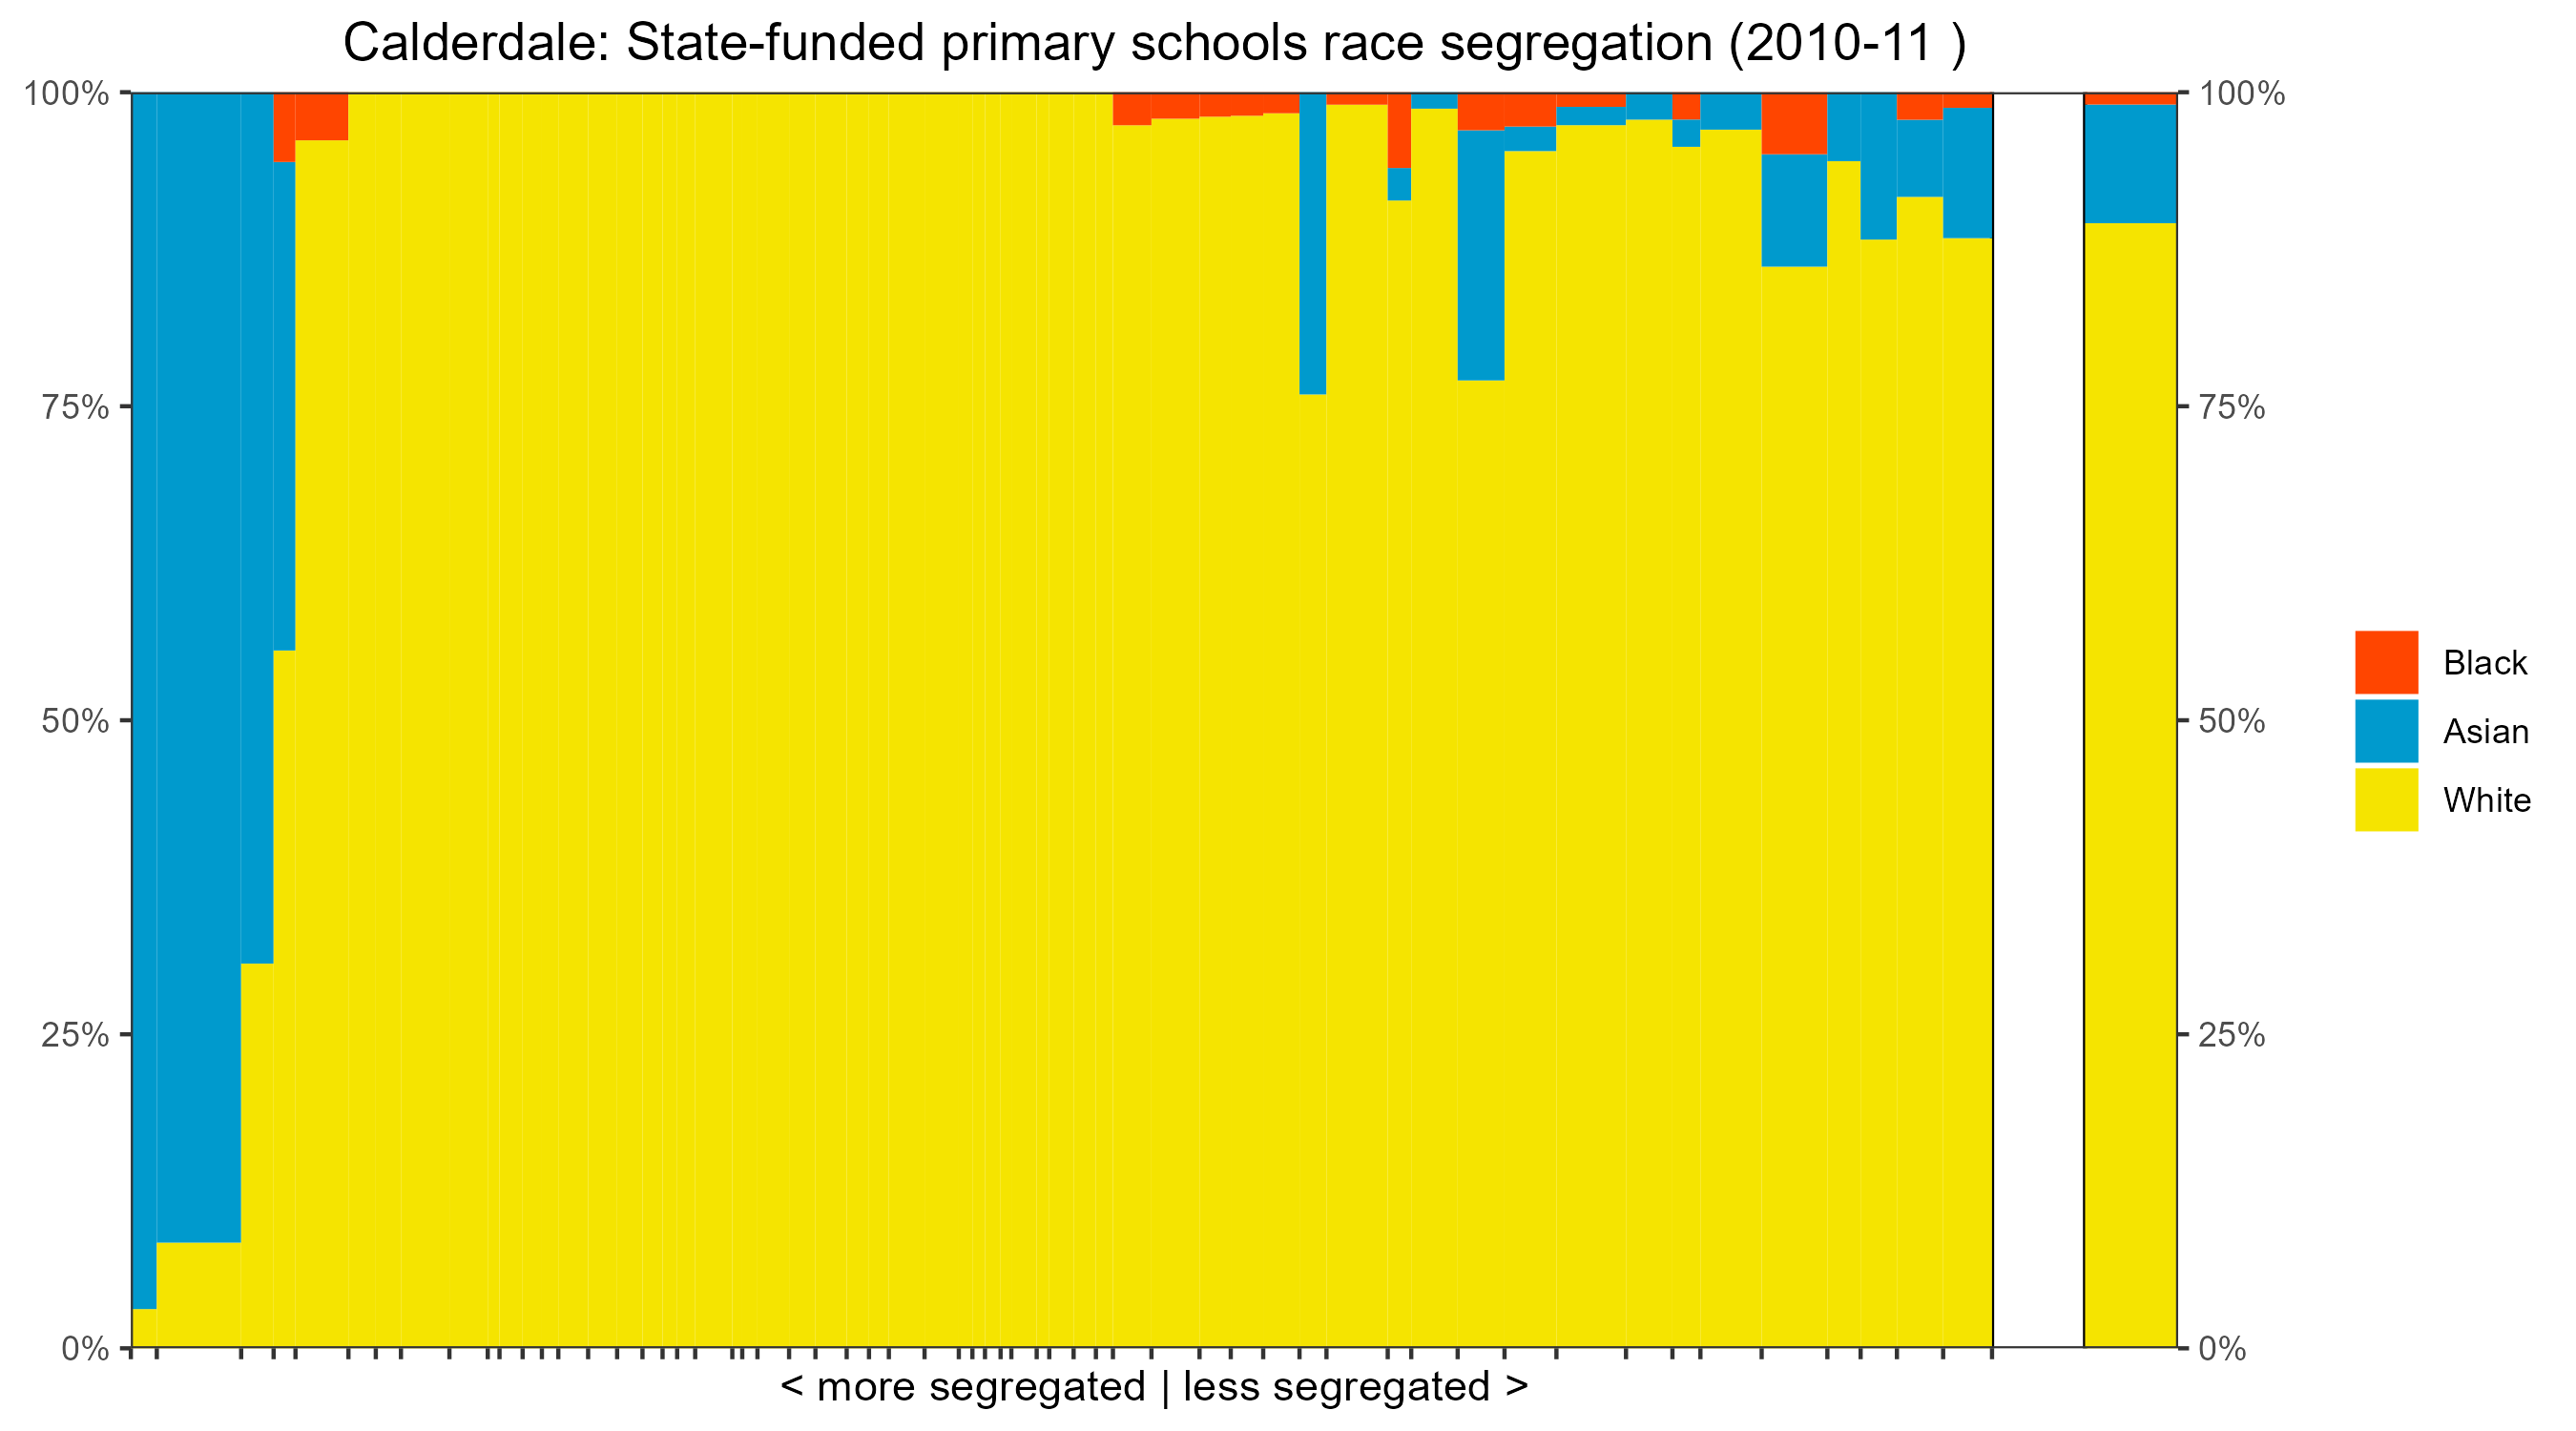 Calderdale: State-funded primary schools race segregation (2010-11 )
100%
75%
50%
25%
0%
100%
75%
50%
25%
0%
Black
Asian
White
< more segregated | less segregated >